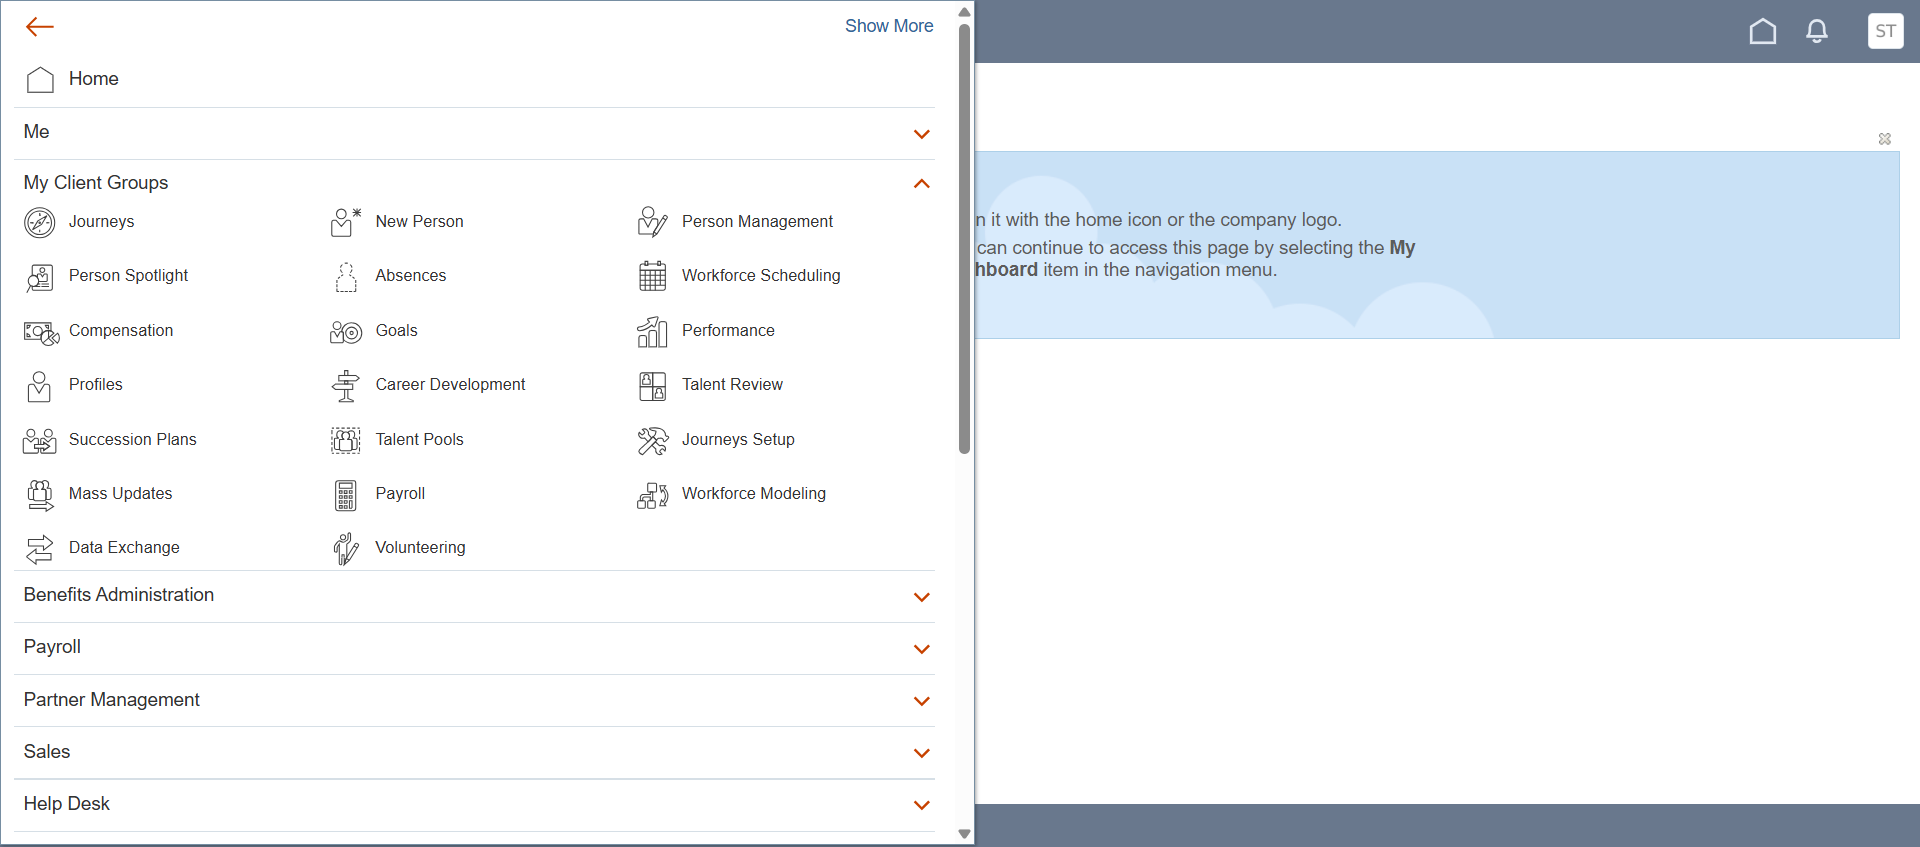 Show More
ST
Home
Me
My Client Groups
Journeys
New Person
Person Management
Person Spotlight
Absences
Workforce Scheduling
Compensation
Goals
Performance
Profiles
Career Development
Talent Review
Succession Plans
Talent Pools
Journeys Setup
Mass Updates
Payroll
Workforce Modeling
Data Exchange
Volunteering
Benefits Administration
Payroll
Partner Management
Sales
Help Desk
n it with the home icon or the company logo.
can continue to access this page by selecting the My
hboard item in the navigation menu.